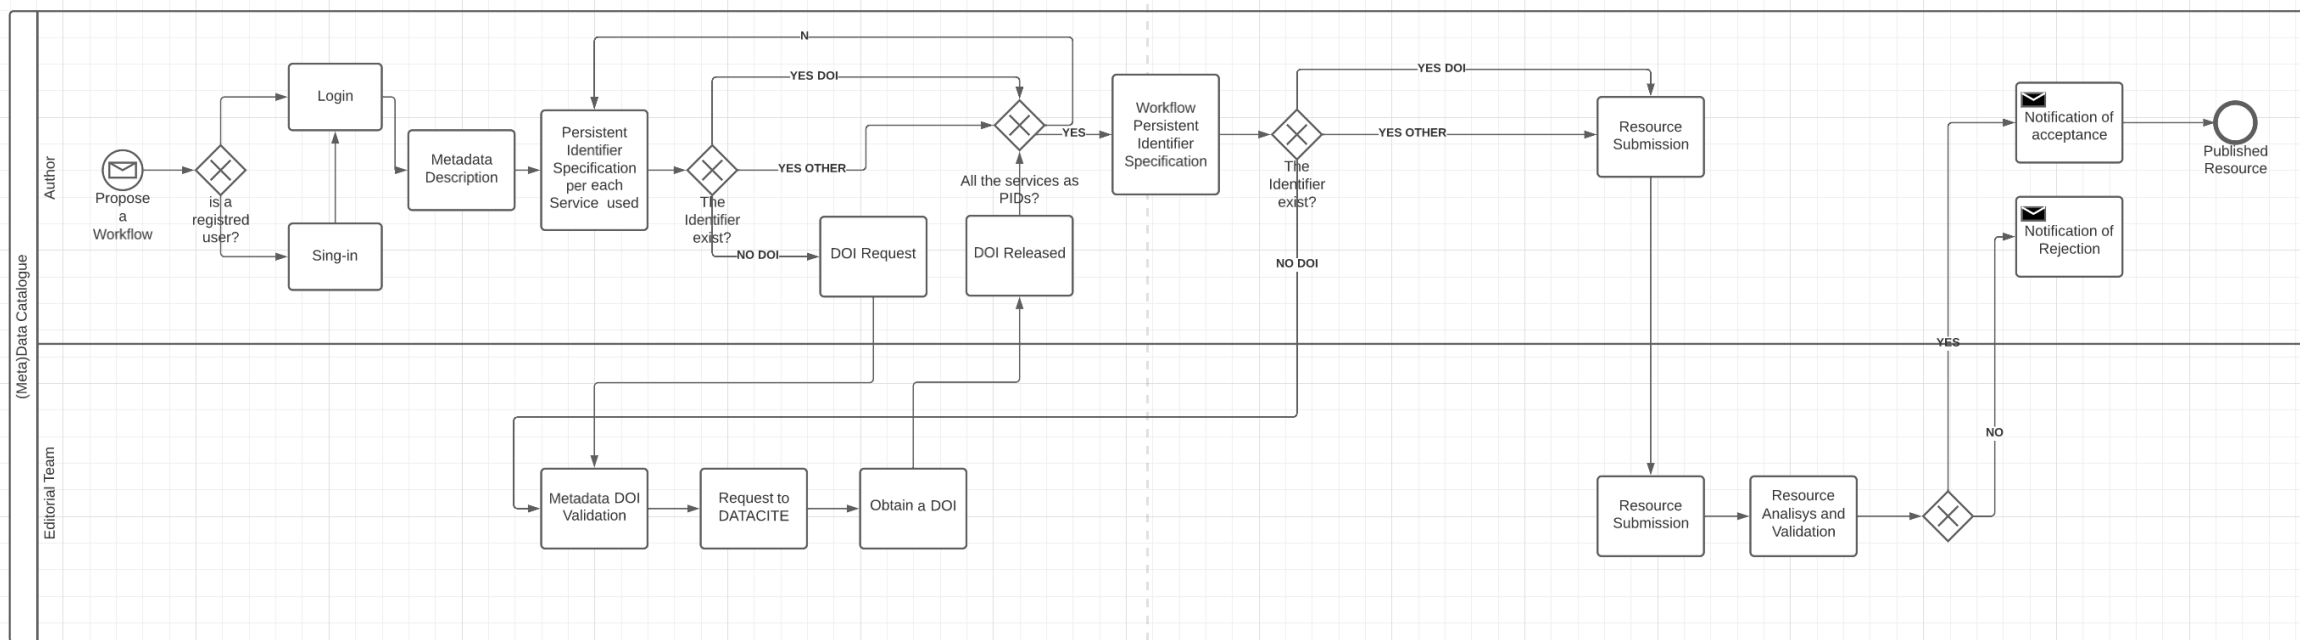 (Meta)Data Catalogue
Author
Editorial Team
Propose
a
Workflow
is a
registred
user?
Login
Sing-in
Metadata
Description
Persistent
Identifier
Specification
per each
Service used
The
Identifier
exist?
N
YES DOI
YES OTHER
NO DOI
DOI Request
All the services as
PIDs?
DOI Released
YES
Workflow
Persistent
Identifier
Specification
The
Identifier
exist?
YES DOI
YES OTHER
NO DOI
Resource
Submission
Notification of
acceptance
Published
Resource
Notification of
Rejection
YES
NO
Metadata DOI
Validation
Request to
DATACITE
Obtain a DOI
Resource
Submission
Resource
Analisys and
Validation